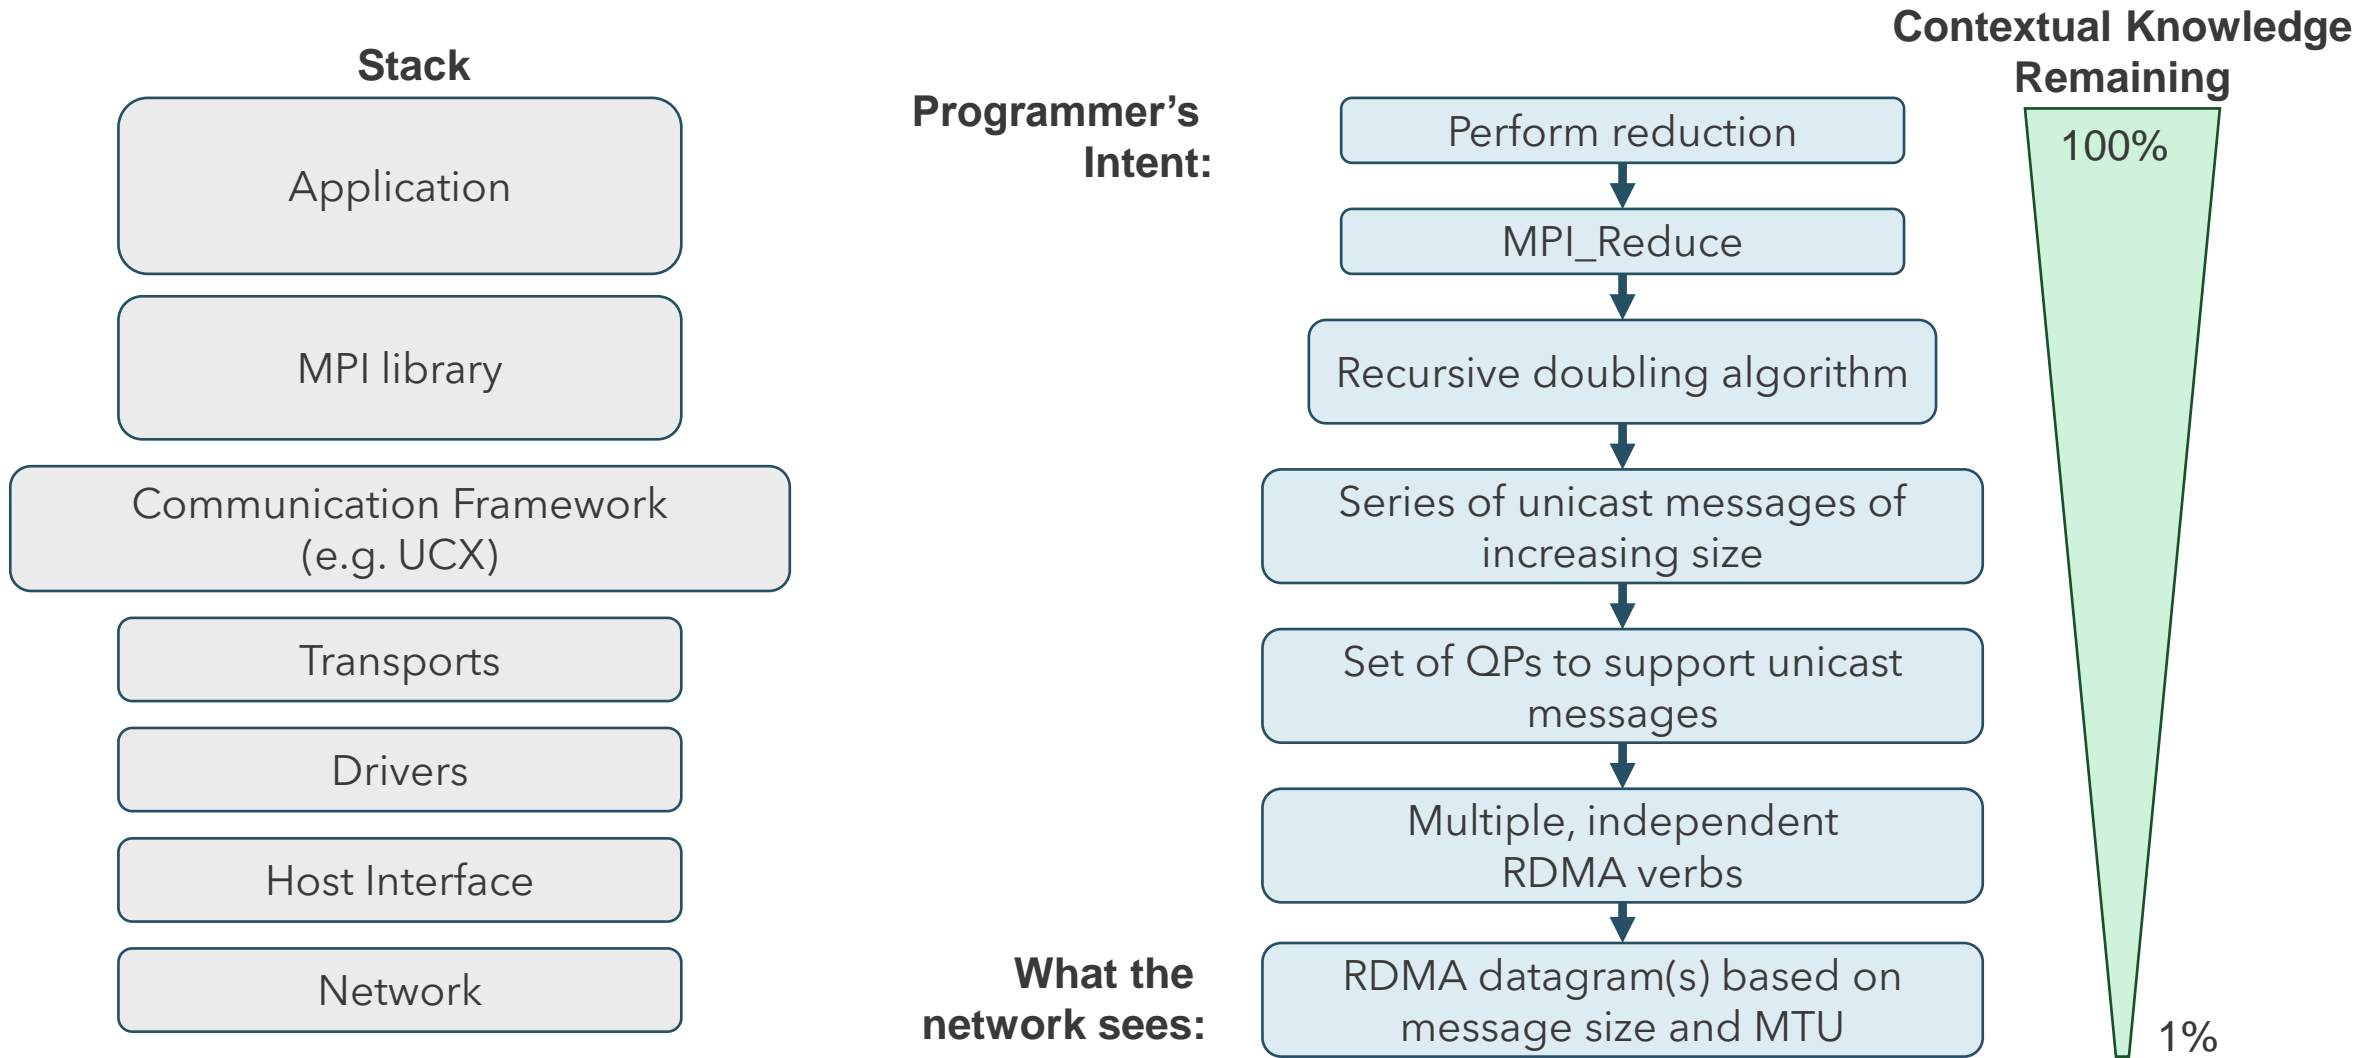 Stack
Application
MPI library
Communication Framework
(e.g. UCX)
Transports
Drivers
Host Interface
Network
Programmer’s
Intent:
Perform reduction
MPI_Reduce
Recursive doubling algorithm
Series of unicast messages of
increasing size
Set of QPs to support unicast
messages
Multiple, independent
RDMA verbs
What the
network sees:
RDMA datagram(s) based on
message size and MTU
Contextual Knowledge
Remaining
100%
1%